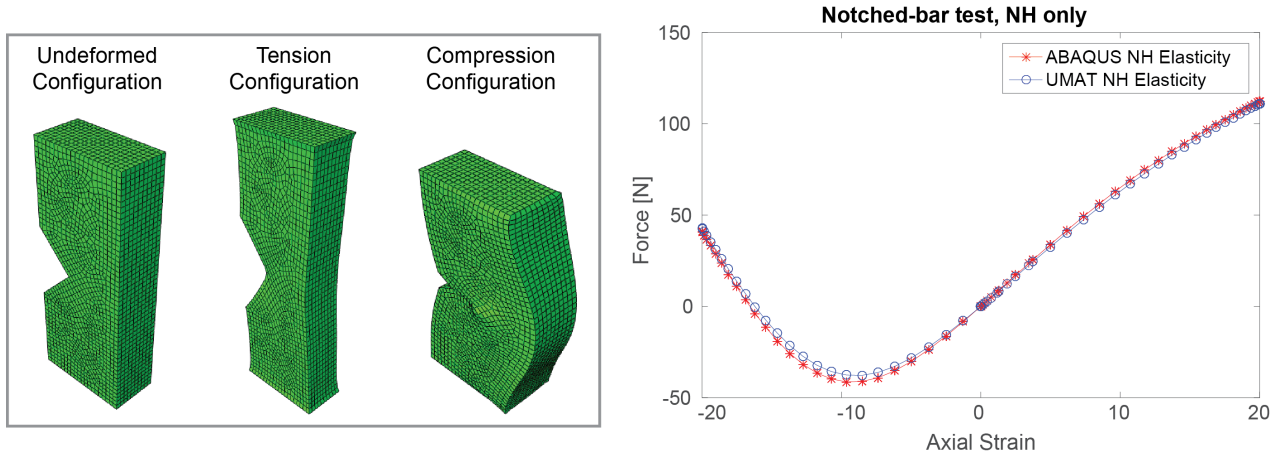 Undeformed
Configuration
Tension
Configuration
Compression
Configuration
Notched-bar test, NH only
ABAQUS NH Elasticity
UMAT NH Elasticity
150
100
50
0
-50
Force [N]
-20
-10
0
10
20
Axial Strain